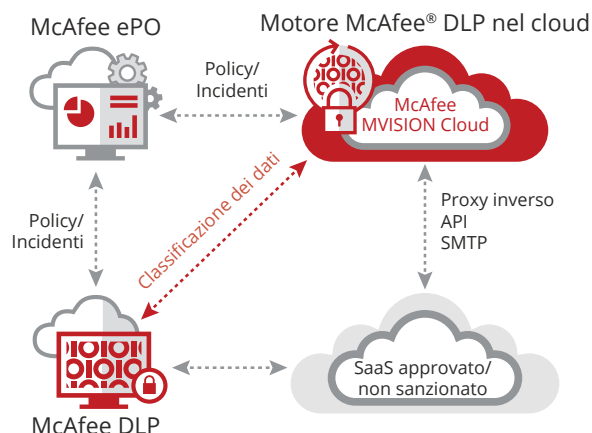 McAfee ePO
Motore McAfee® DLP nel cloud
Policy/
Incidenti
McAfee
MVISION Cloud
Classificazione dei dati
Policy/
Incidenti
Proxy inverso
API
SMTP
SaaS approvato/
non sanzionato
McAfee DLP